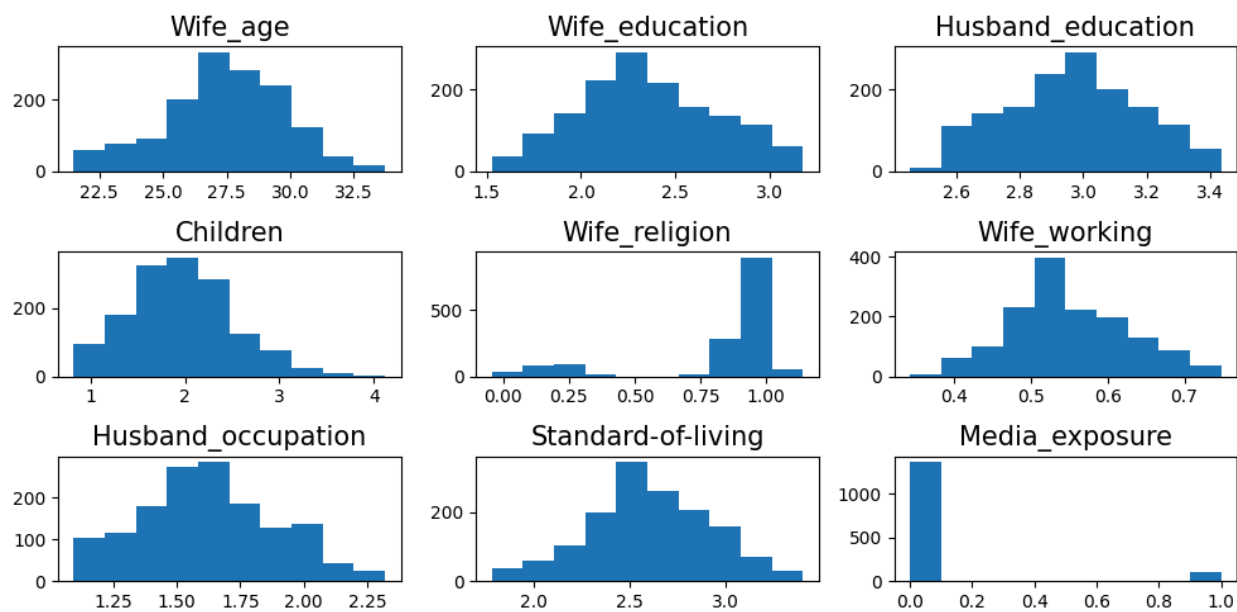 Wife_age
Wife_education
Husband_education
200
0
22.5 25.0 27.5 30.0 32.5
200
0
1.5 2.0 2.5 3.0
200
0
2.6 2.8 3.0 3.2 3.4
Children
Wife_religion
Wife_working
200
0
1 2 3 4
500
0
0.00 0.25 0.50 0.75 1.00
400
200
0
0.4 0.5 0.6 0.7
Husband_occupation
Standard-of-living
Media_exposure
200
100
0
1.25 1.50 1.75 2.00 2.25
200
0
2.0 2.5 3.0
1000
500
0
0.0 0.2 0.4 0.6 0.8 1.0